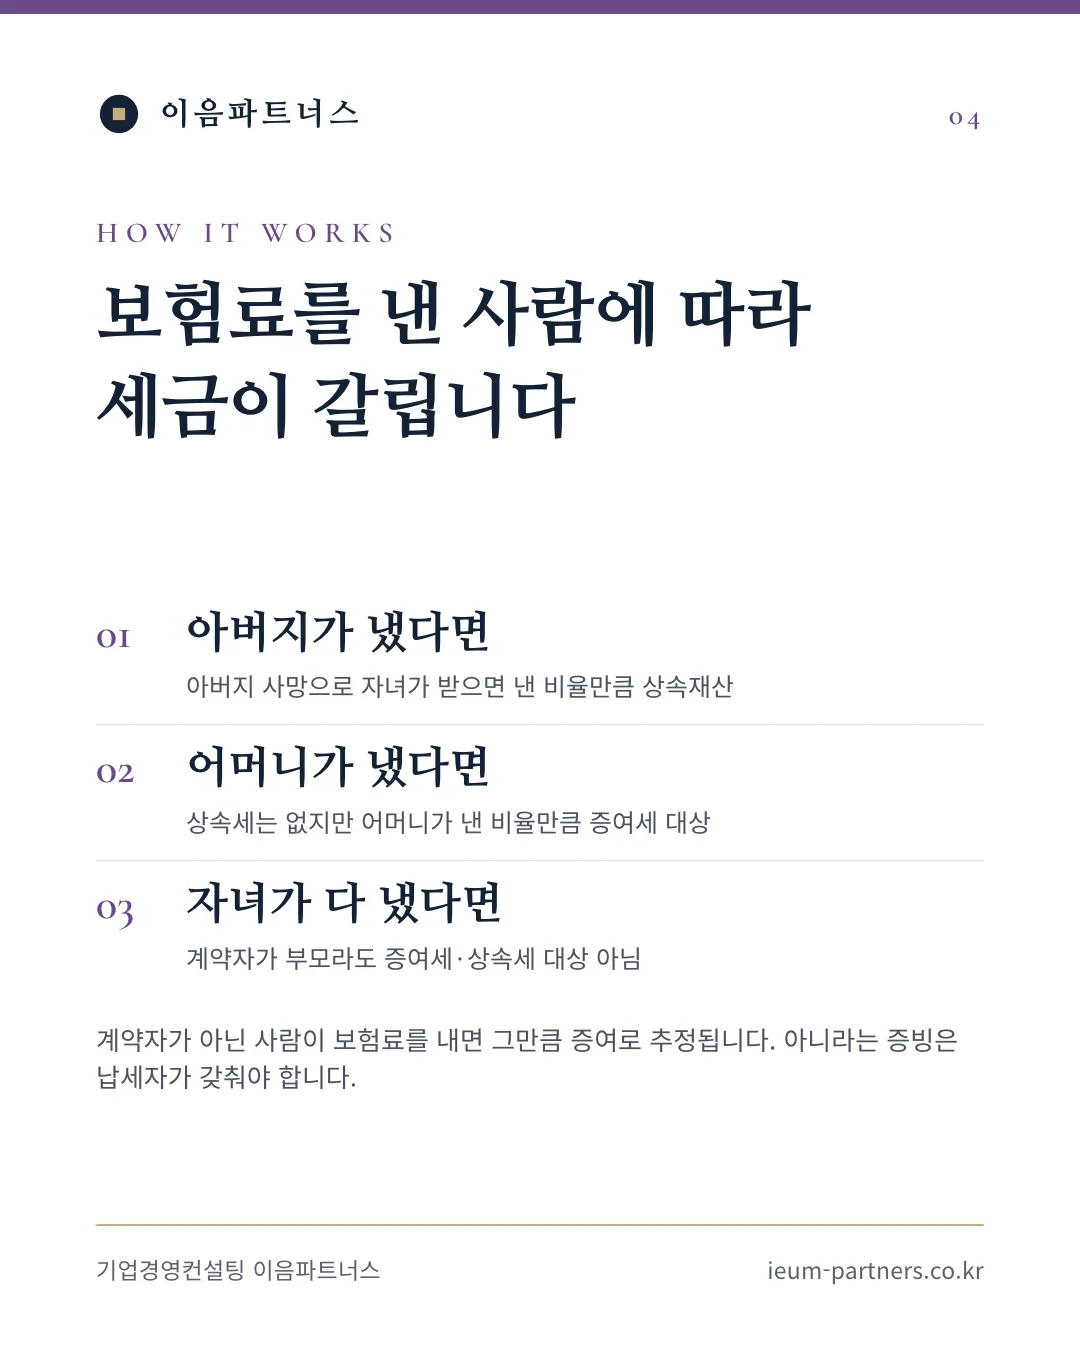 이음파트너스
04
HOW IT WORKS
보험료를 낸 사람에 따라
세금이 갈립니다
01 아버지가 냈다면
아버지 사망으로 자녀가 받으면 낸 비율만큼 상속재산
02 어머니가 냈다면
상속세는 없지만 어머니가 낸 비율만큼 증여세 대상
03 자녀가 다 냈다면
계약자가 부모라도 증여세·상속세 대상 아님
계약자가 아닌 사람이 보험료를 내면 그만큼 증여로 추정됩니다. 아니라는 증빙은
납세자가 갖춰야 합니다.
기업경영컨설팅 이음파트너스
ieum-partners.co.kr